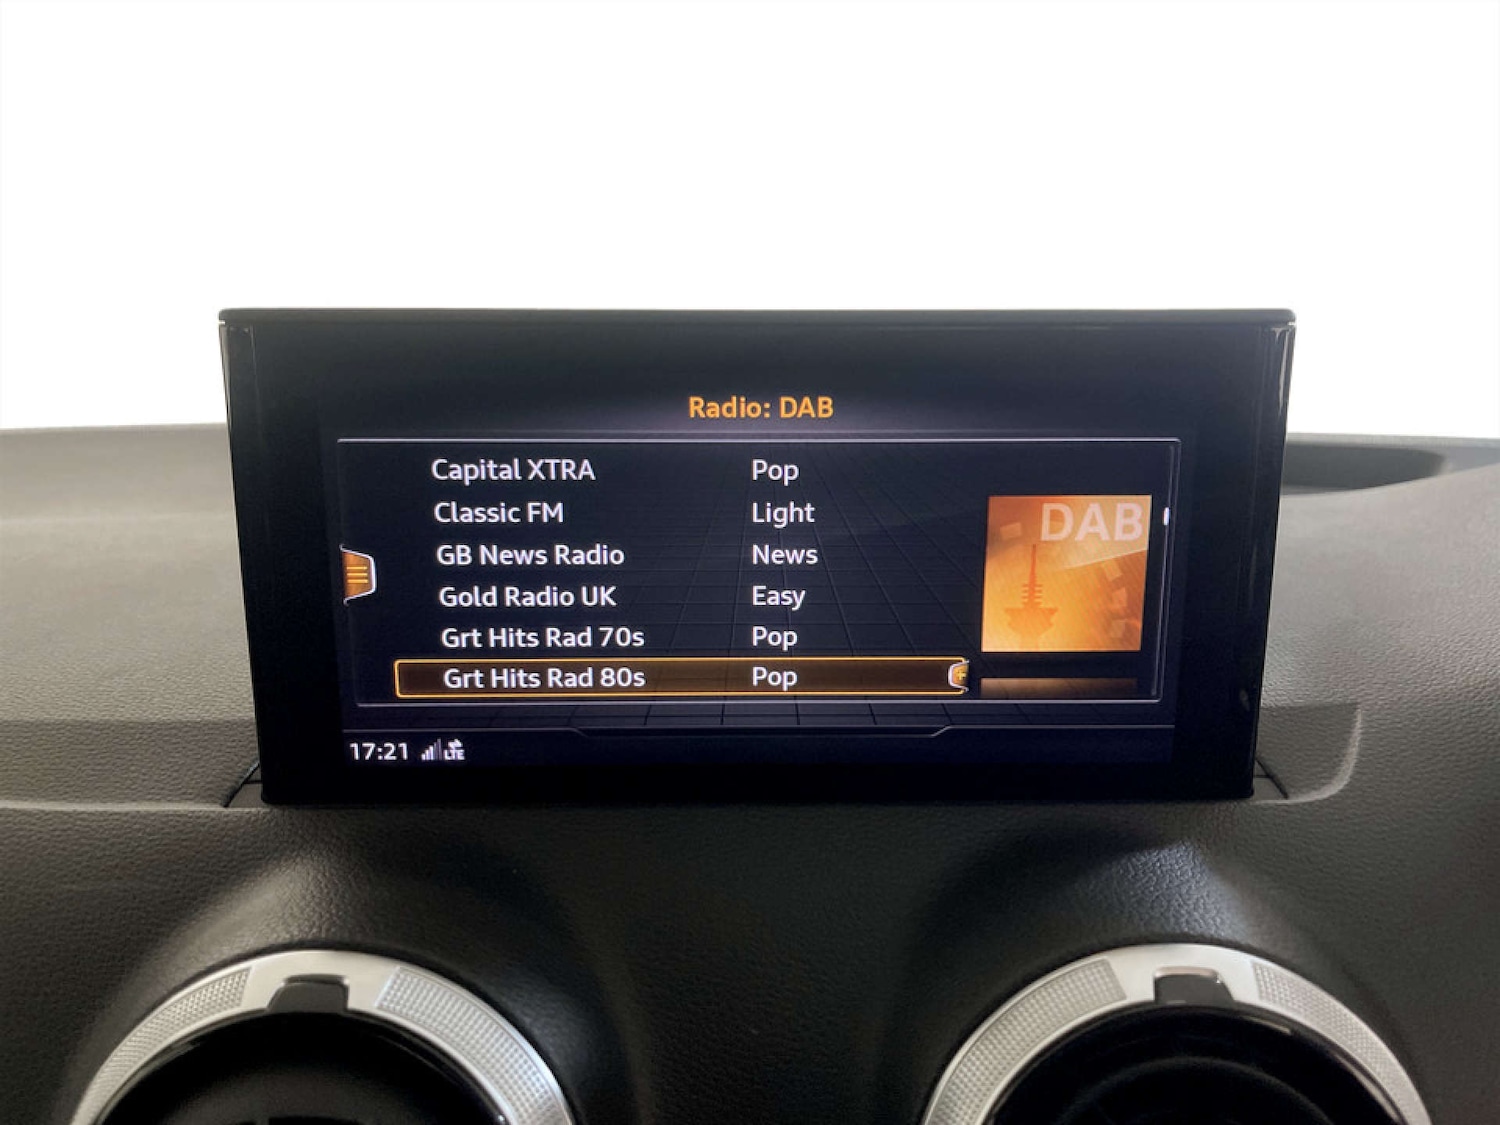 Radio: DAB
Capital XTRA Pop
Classic FM Light
GB News Radio News
Gold Radio UK Easy
Grt Hits Rad 70s Pop
Grt Hits Rad 80s Pop
DAB
17:21 LTE